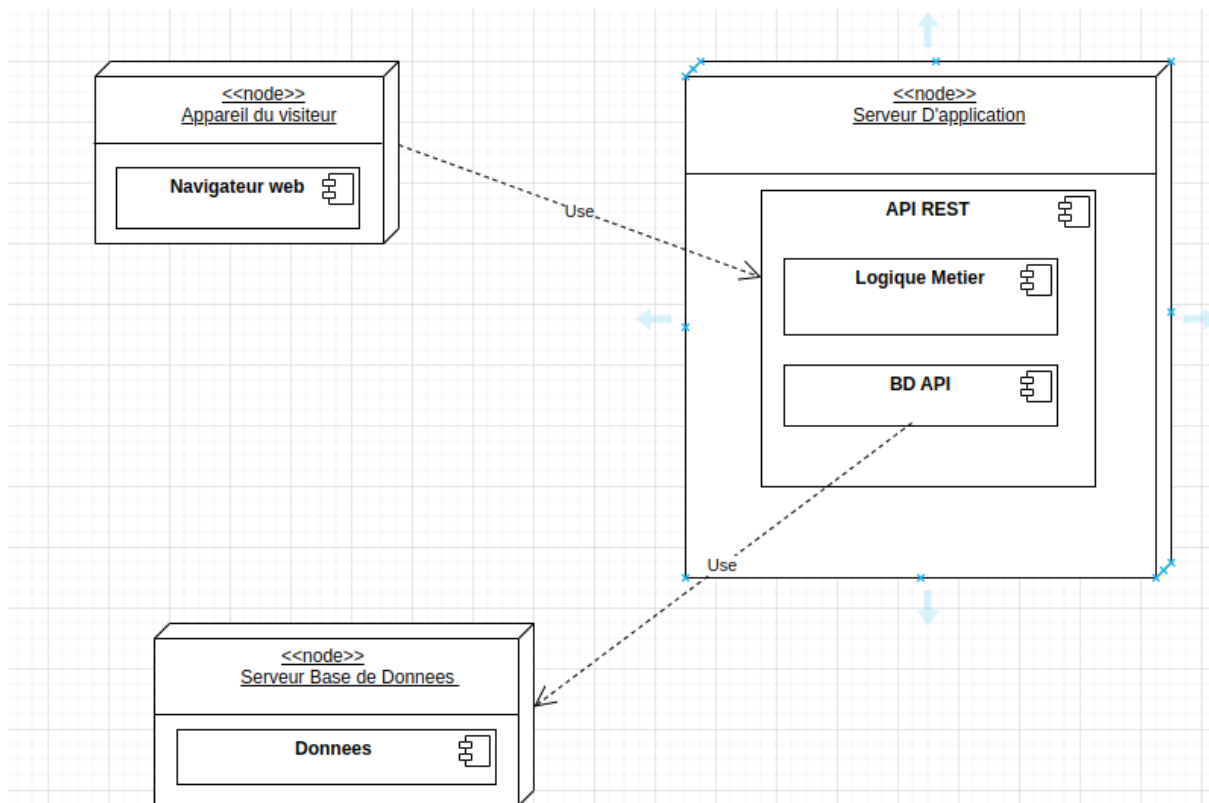 <<node>>
Appareil du visiteur
Navigateur web
Use
<<node>>
Serveur D'application
API REST
Logique Metier
BD API
Use
<<node>>
Serveur Base de Donnees
Donnees